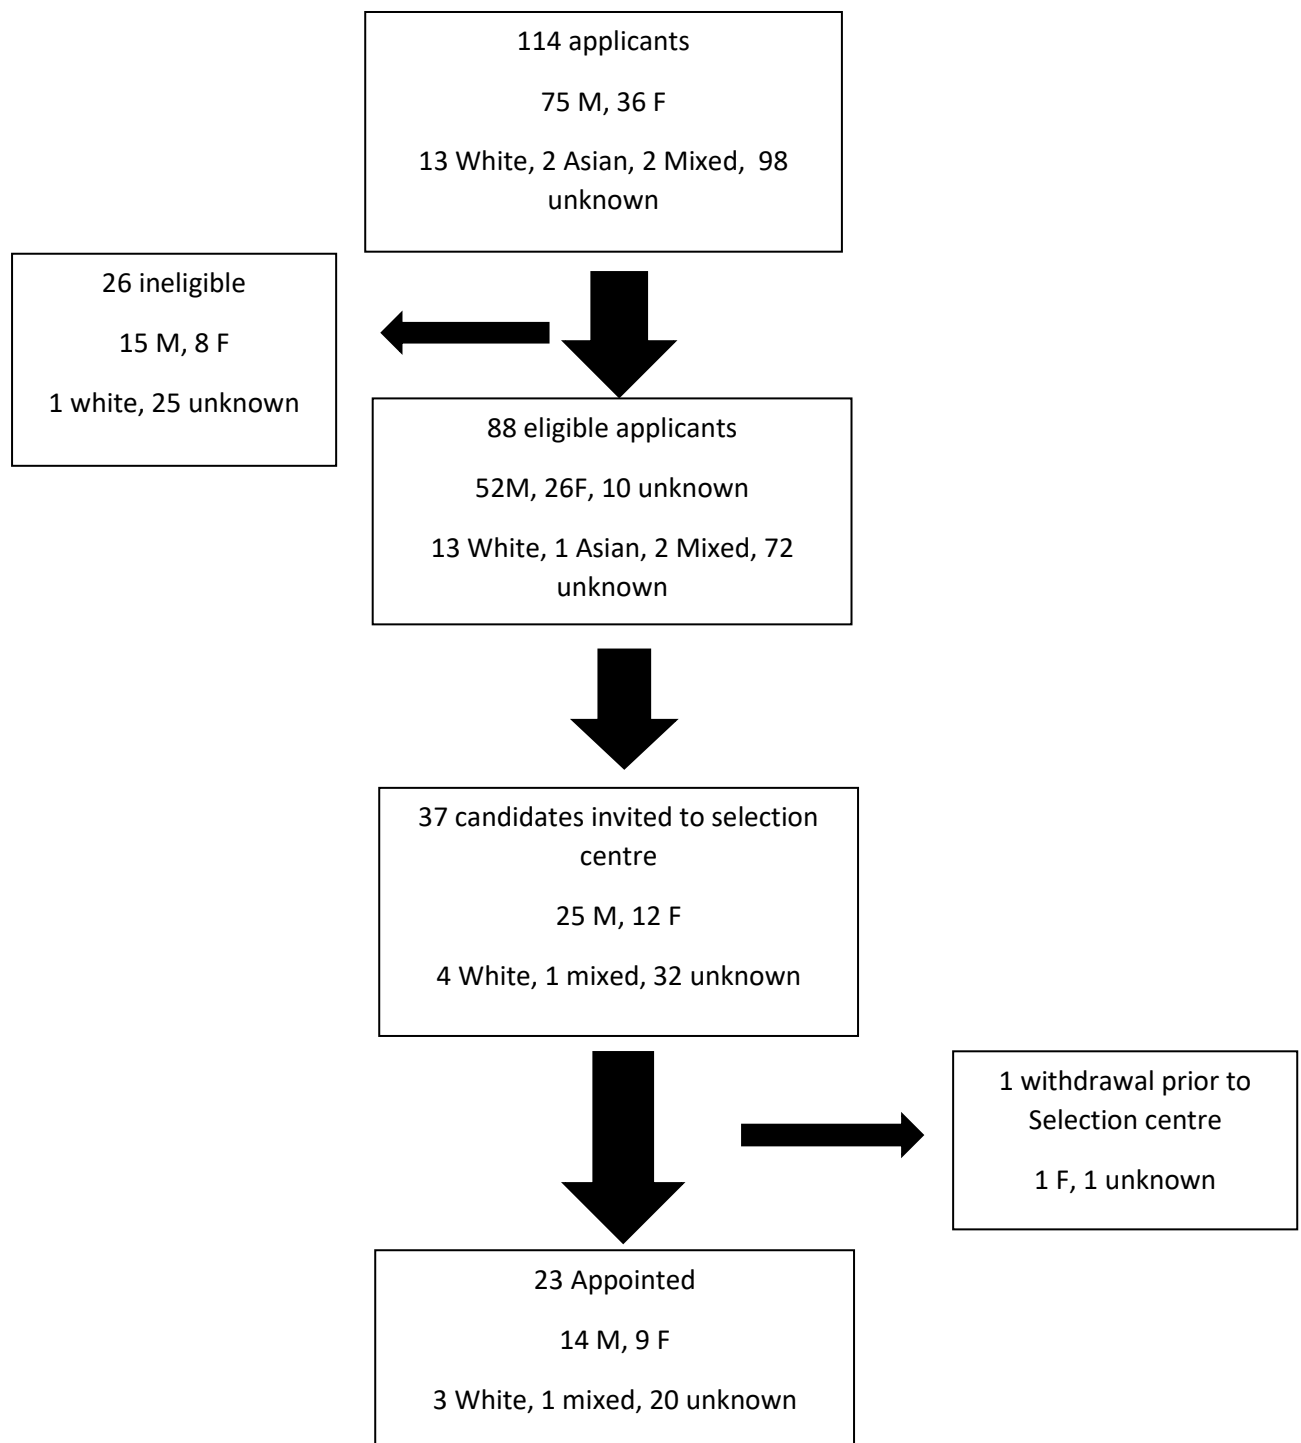 114 applicants
75 M, 36 F
13 White, 2 Asian, 2 Mixed,  98
unknown
26 ineligible
15 M, 8 F
1 white, 25 unknown
88 eligible applicants
52M, 26F, 10 unknown
13 White, 1 Asian, 2 Mixed, 72
unknown
37 candidates invited to selection
centre
25 M, 12 F
4 White, 1 mixed, 32 unknown
1 withdrawal prior to
Selection centre
1 F, 1 unknown
23 Appointed
14 M, 9 F
3 White, 1 mixed, 20 unknown